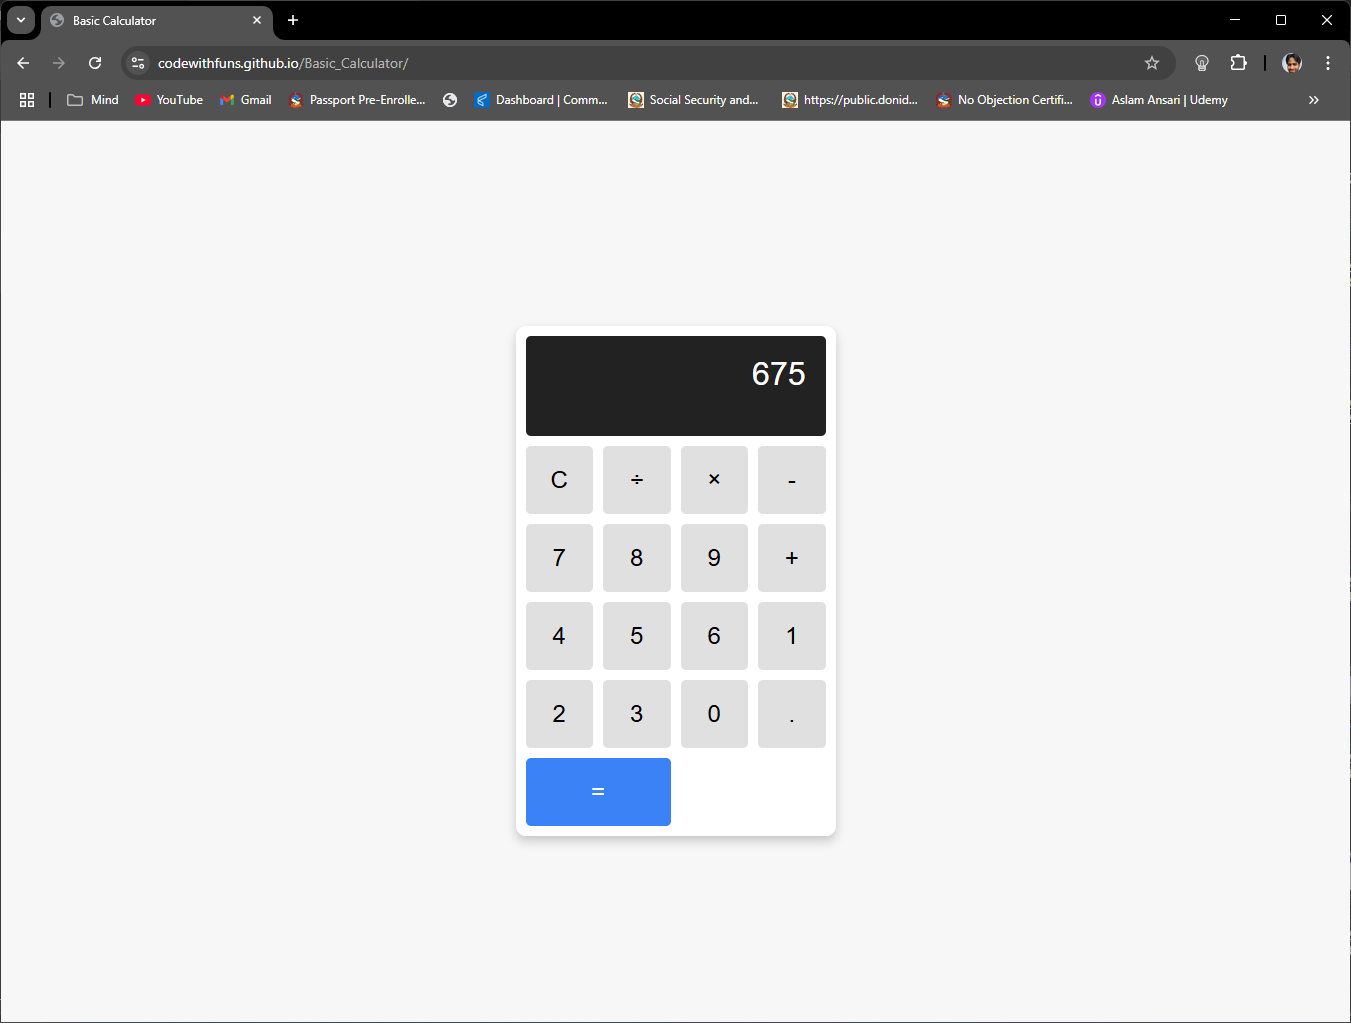 Basic Calculator
codewithfuns.github.io/Basic_Calculator/
Mind YouTube Gmail Passport Pre-Enrolle... Dashboard | Comm... Social Security and... https://public.donid... No Objection Certifi... Aslam Ansari | Udemy »
675
C ÷ × -
7 8 9 +
4 5 6 1
2 3 0 .
=